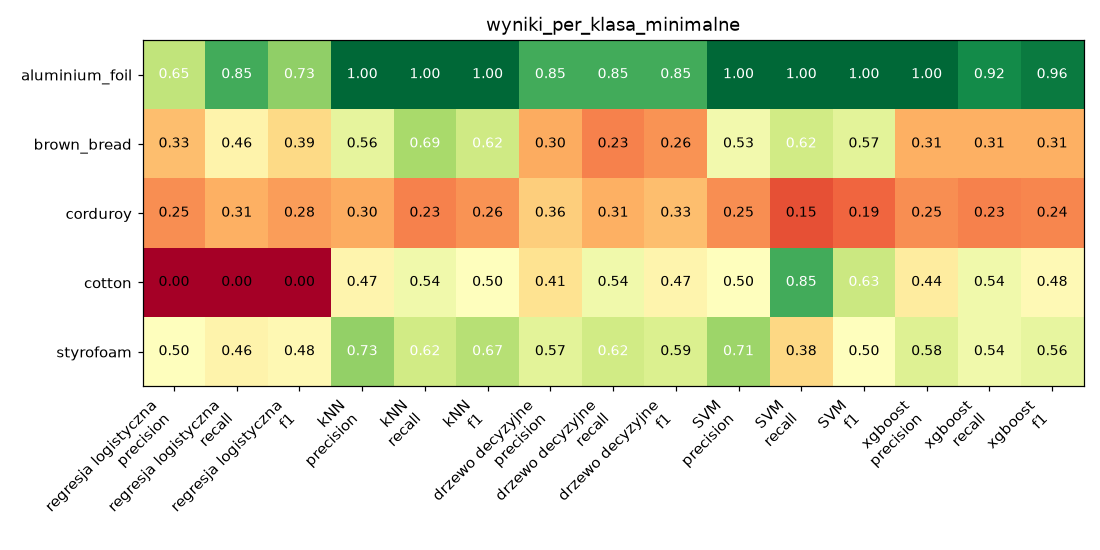 wyniki_per_klasa_minimalne
aluminium_foil 0.65 0.85 0.73 1.00 1.00 1.00 0.85 0.85 0.85 1.00 1.00 1.00 1.00 0.92 0.96
brown_bread 0.33 0.46 0.39 0.56 0.69 0.62 0.30 0.23 0.26 0.53 0.62 0.57 0.31 0.31 0.31
corduroy 0.25 0.31 0.28 0.30 0.23 0.26 0.36 0.31 0.33 0.25 0.15 0.19 0.25 0.23 0.24
cotton 0.00 0.00 0.00 0.47 0.54 0.50 0.41 0.54 0.47 0.50 0.85 0.63 0.44 0.54 0.48
styrofoam 0.50 0.46 0.48 0.73 0.62 0.67 0.57 0.62 0.59 0.71 0.38 0.50 0.58 0.54 0.56
regresja logistyczna
precision
regresja logistyczna
recall
regresja logistyczna
f1
kNN
precision
kNN
recall
kNN
f1
drzewo decyzyjne
precision
drzewo decyzyjne
recall
drzewo decyzyjne
f1
SVM
precision
SVM
recall
SVM
f1
xgboost
precision
xgboost
recall
xgboost
f1